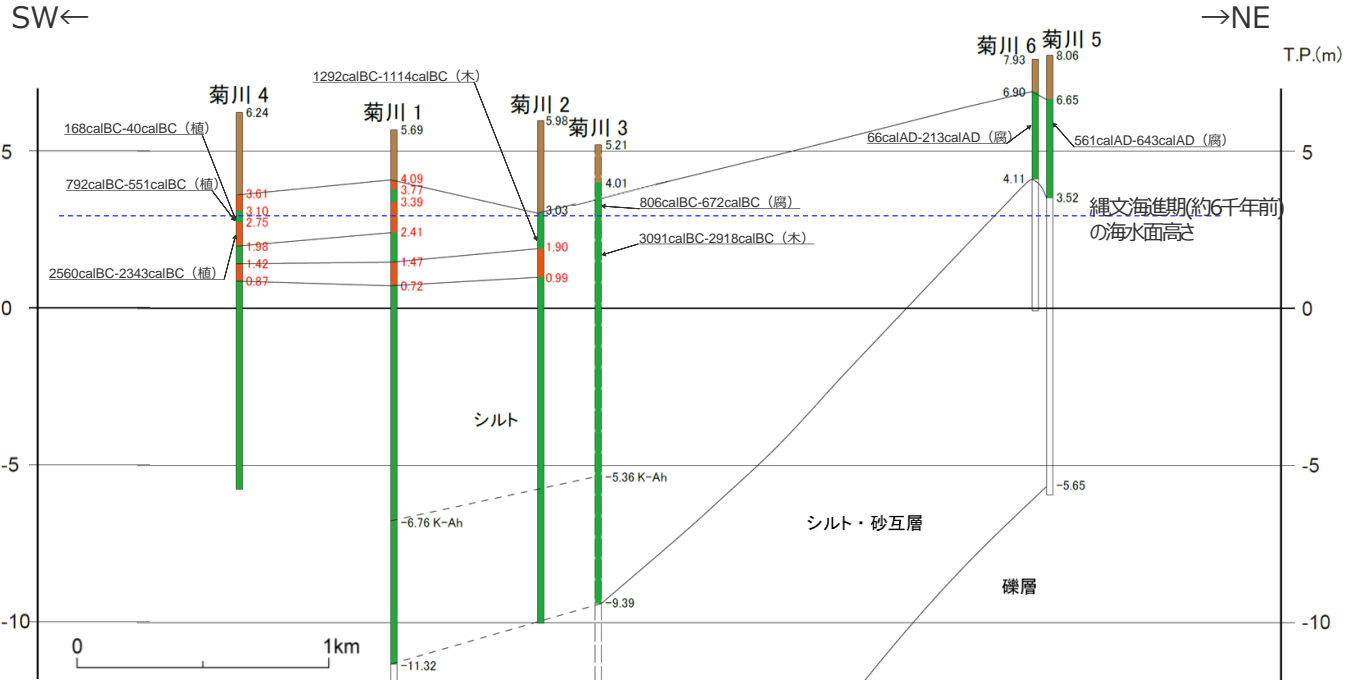 SW←
→NE
T.P.(m)
菊川 6
菊川 5
7.93
8.06
6.90
6.65
66calAD-213calAD（腐）
561calAD-643calAD（腐）
4.11
3.52
-5.65
菊川 4
6.24
168calBC-40calBC（植）
792calBC-551calBC（植）
2560calBC-2343calBC（植）
3.61
3.10
2.75
1.98
1.42
0.87
菊川 1
5.69
4.09
3.77
3.39
2.41
1.47
0.72
-6.76 K-Ah
-11.32
1292calBC-1114calBC（木）
菊川 2
5.98
3.03
1.90
0.99
菊川 3
5.21
4.01
806calBC-672calBC（腐）
3091calBC-2918calBC（木）
-5.36 K-Ah
-9.39
縄文海進期(約6千年前)
の海水面高さ
シルト
シルト・砂互層
礫層
5
0
-5
-10
5
0
-5
-10
0
1km